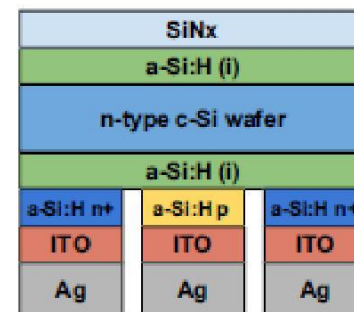 SiNx
a-Si:H (i)
n-type c-Si wafer
a-Si:H (i)
a-Si:H n+ a-Si:H p a-Si:H n+
ITO ITO ITO
Ag Ag Ag